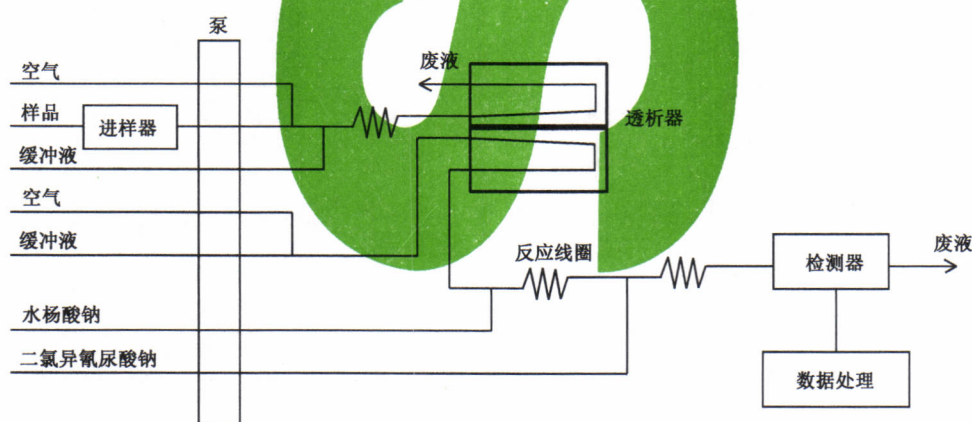 泵
空气
样品
进样器
缓冲液
空气
缓冲液
水杨酸钠
二氯异氰尿酸钠
废液
透析器
反应线圈
检测器
废液
数据处理